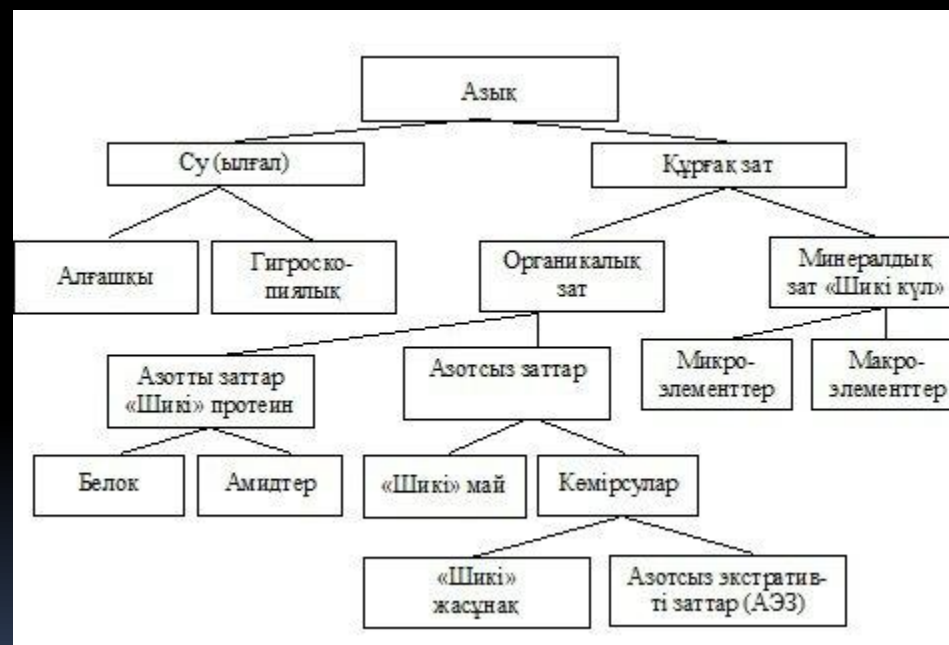 Азық
Су (ылғал)
Құрғақ зат
Алғашқы
Гигроско-
пиялық
Органикалық
зат
Минералдық
зат «Шикі күл»
Азотты заттар
«Шикі» протеин
Азотсыз заттар
Микро-
элементтер
Макро-
элементтер
Белок
Амидтер
«Шикі» май
Көмірсулар
«Шикі»
жасұнақ
Азотсыз экстратив-
ті заттар (АЭЗ)